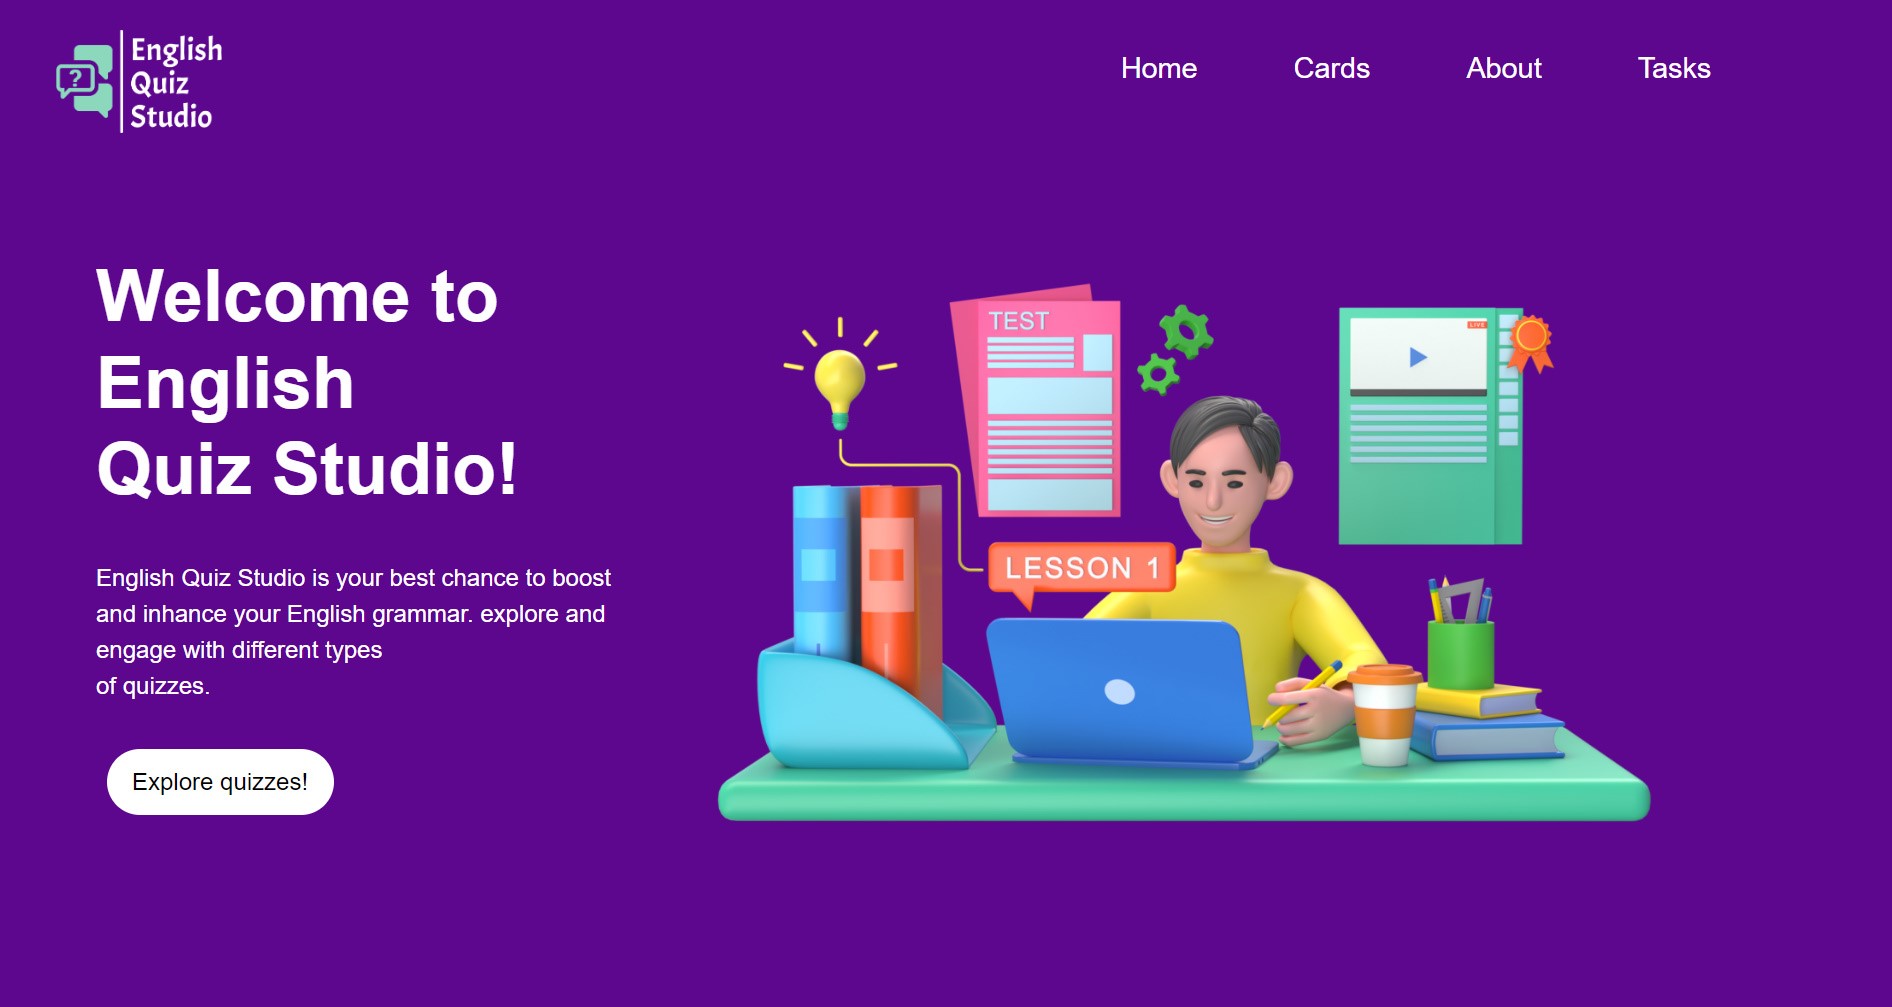 English
Quiz
Studio
?
Home Cards About Tasks
Welcome to
English
Quiz Studio!
English Quiz Studio is your best chance to boost
and inhance your English grammar. explore and
engage with different types
of quizzes.
Explore quizzes!
TEST
LIVE
LESSON 1